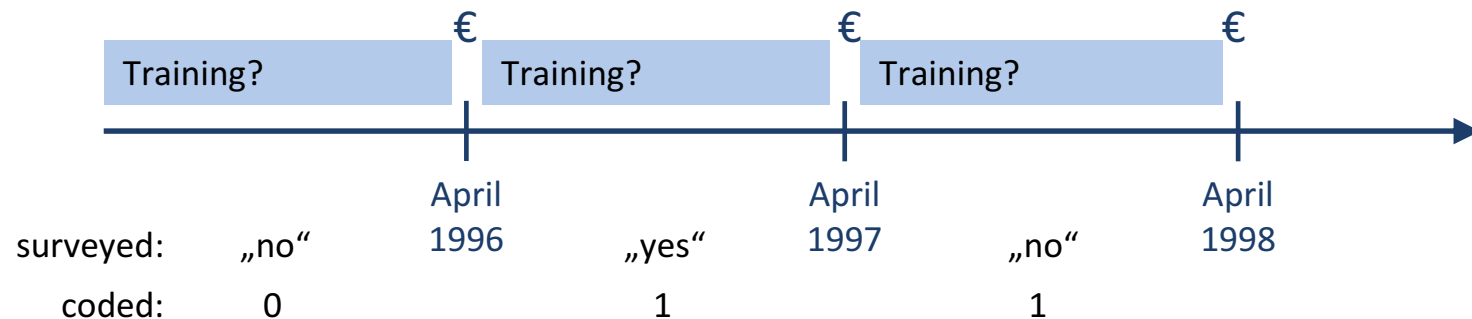 € € €
Training? Training? Training?
April April April
surveyed: „no“ 1996 „yes“ 1997 „no“ 1998
coded: 0 1 1